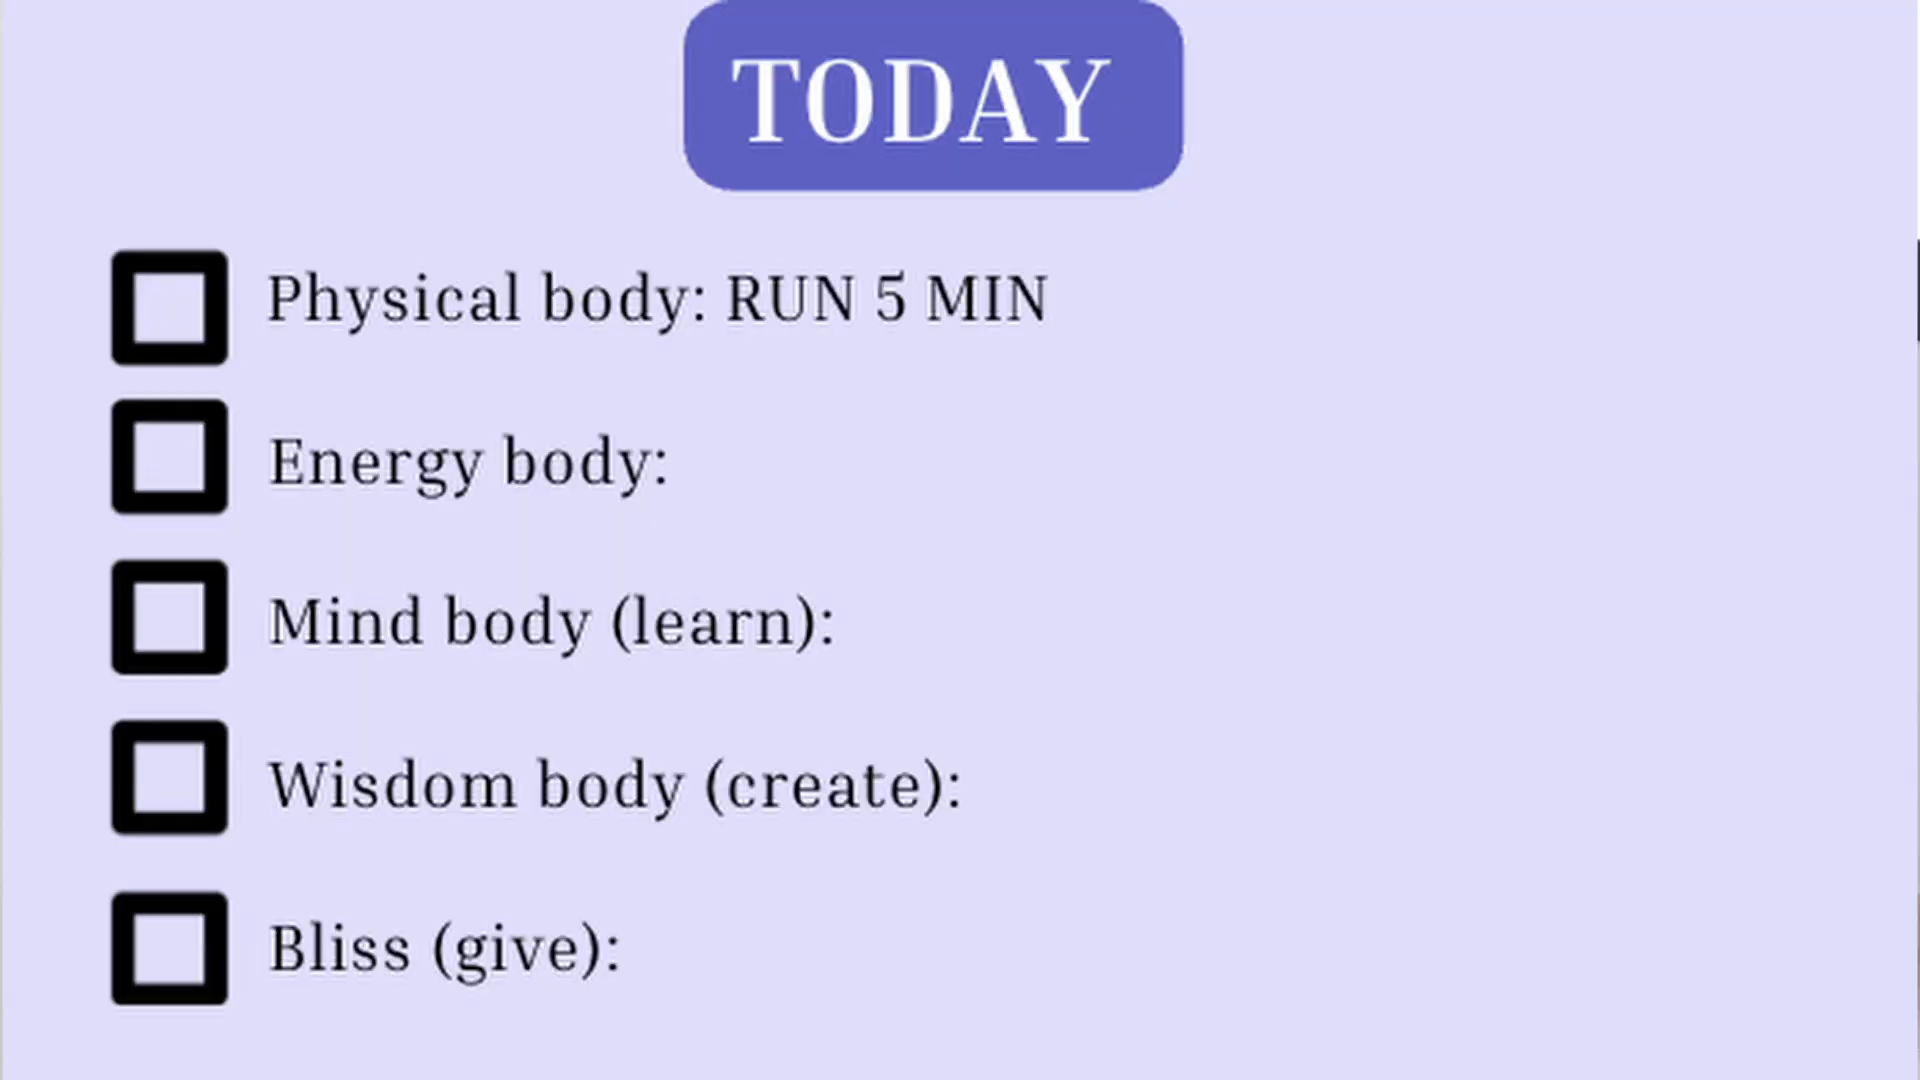 TODAY
Physical body: RUN 5 MIN
Energy body:
Mind body (learn):
Wisdom body (create):
Bliss (give):